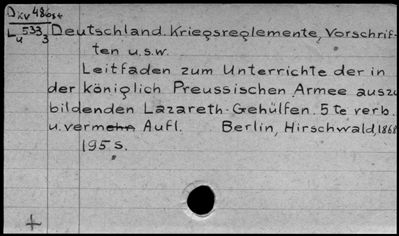 Deutschland. Kriegsreglemente, Vorschrif-
ten u.s.w.
Leitfaden zum Unterrichte der in
der königlich Preussischen Armee auszu
bildenden Lazareth-Gehülfen. 5te verb.
u. verm. Aufl. Berlin, Hirschwald, 1868
195 S.